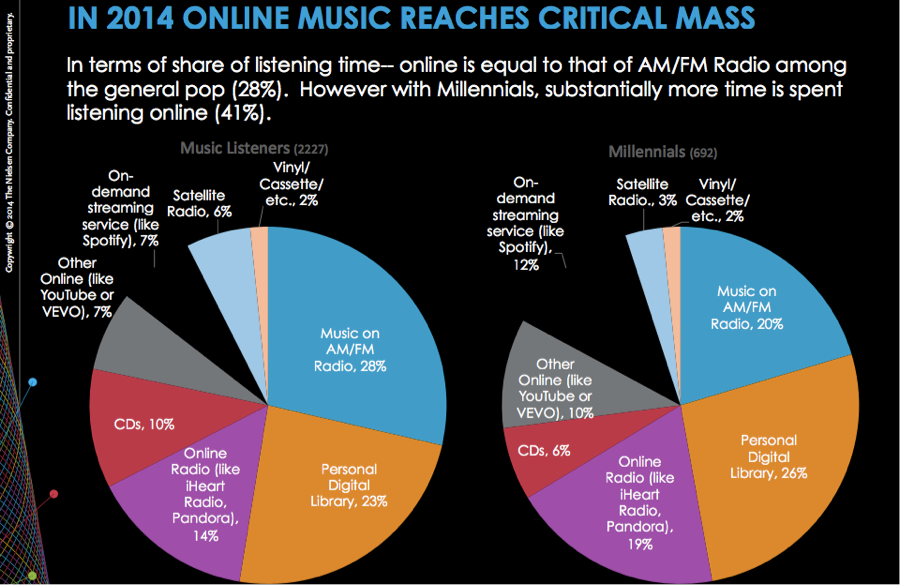 IN 2014 ONLINE MUSIC REACHES CRITICAL MASS
In terms of share of listening time-- online is equal to that of AM/FM Radio among
the general pop (28%).  However with Millennials, substantially more time is spent
listening online (41%).
Music Listeners (2227)
Vinyl/
Cassette/
etc., 2%
On-
demand
streaming
service (like
Spotify), 7%
Satellite
Radio, 6%
Other
Online (like
YouTube or
VEVO), 7%
Music on
AM/FM
Radio, 28%
CDs, 10%
Online
Radio (like
iHeart
Radio,
Pandora),
14%
Personal
Digital
Library, 23%
Millennials (692)
On-
demand
streaming
service (like
Spotify),
12%
Satellite
Radio., 3%
Vinyl/
Cassette/
etc., 2%
Music on
AM/FM
Radio, 20%
Other
Online (like
YouTube or
VEVO), 10%
CDs, 6%
Online
Radio (like
iHeart
Radio,
Pandora),
19%
Personal
Digital
Library, 26%
Copywright © 2014 The Nielsen Company. Confidential and proprietary.